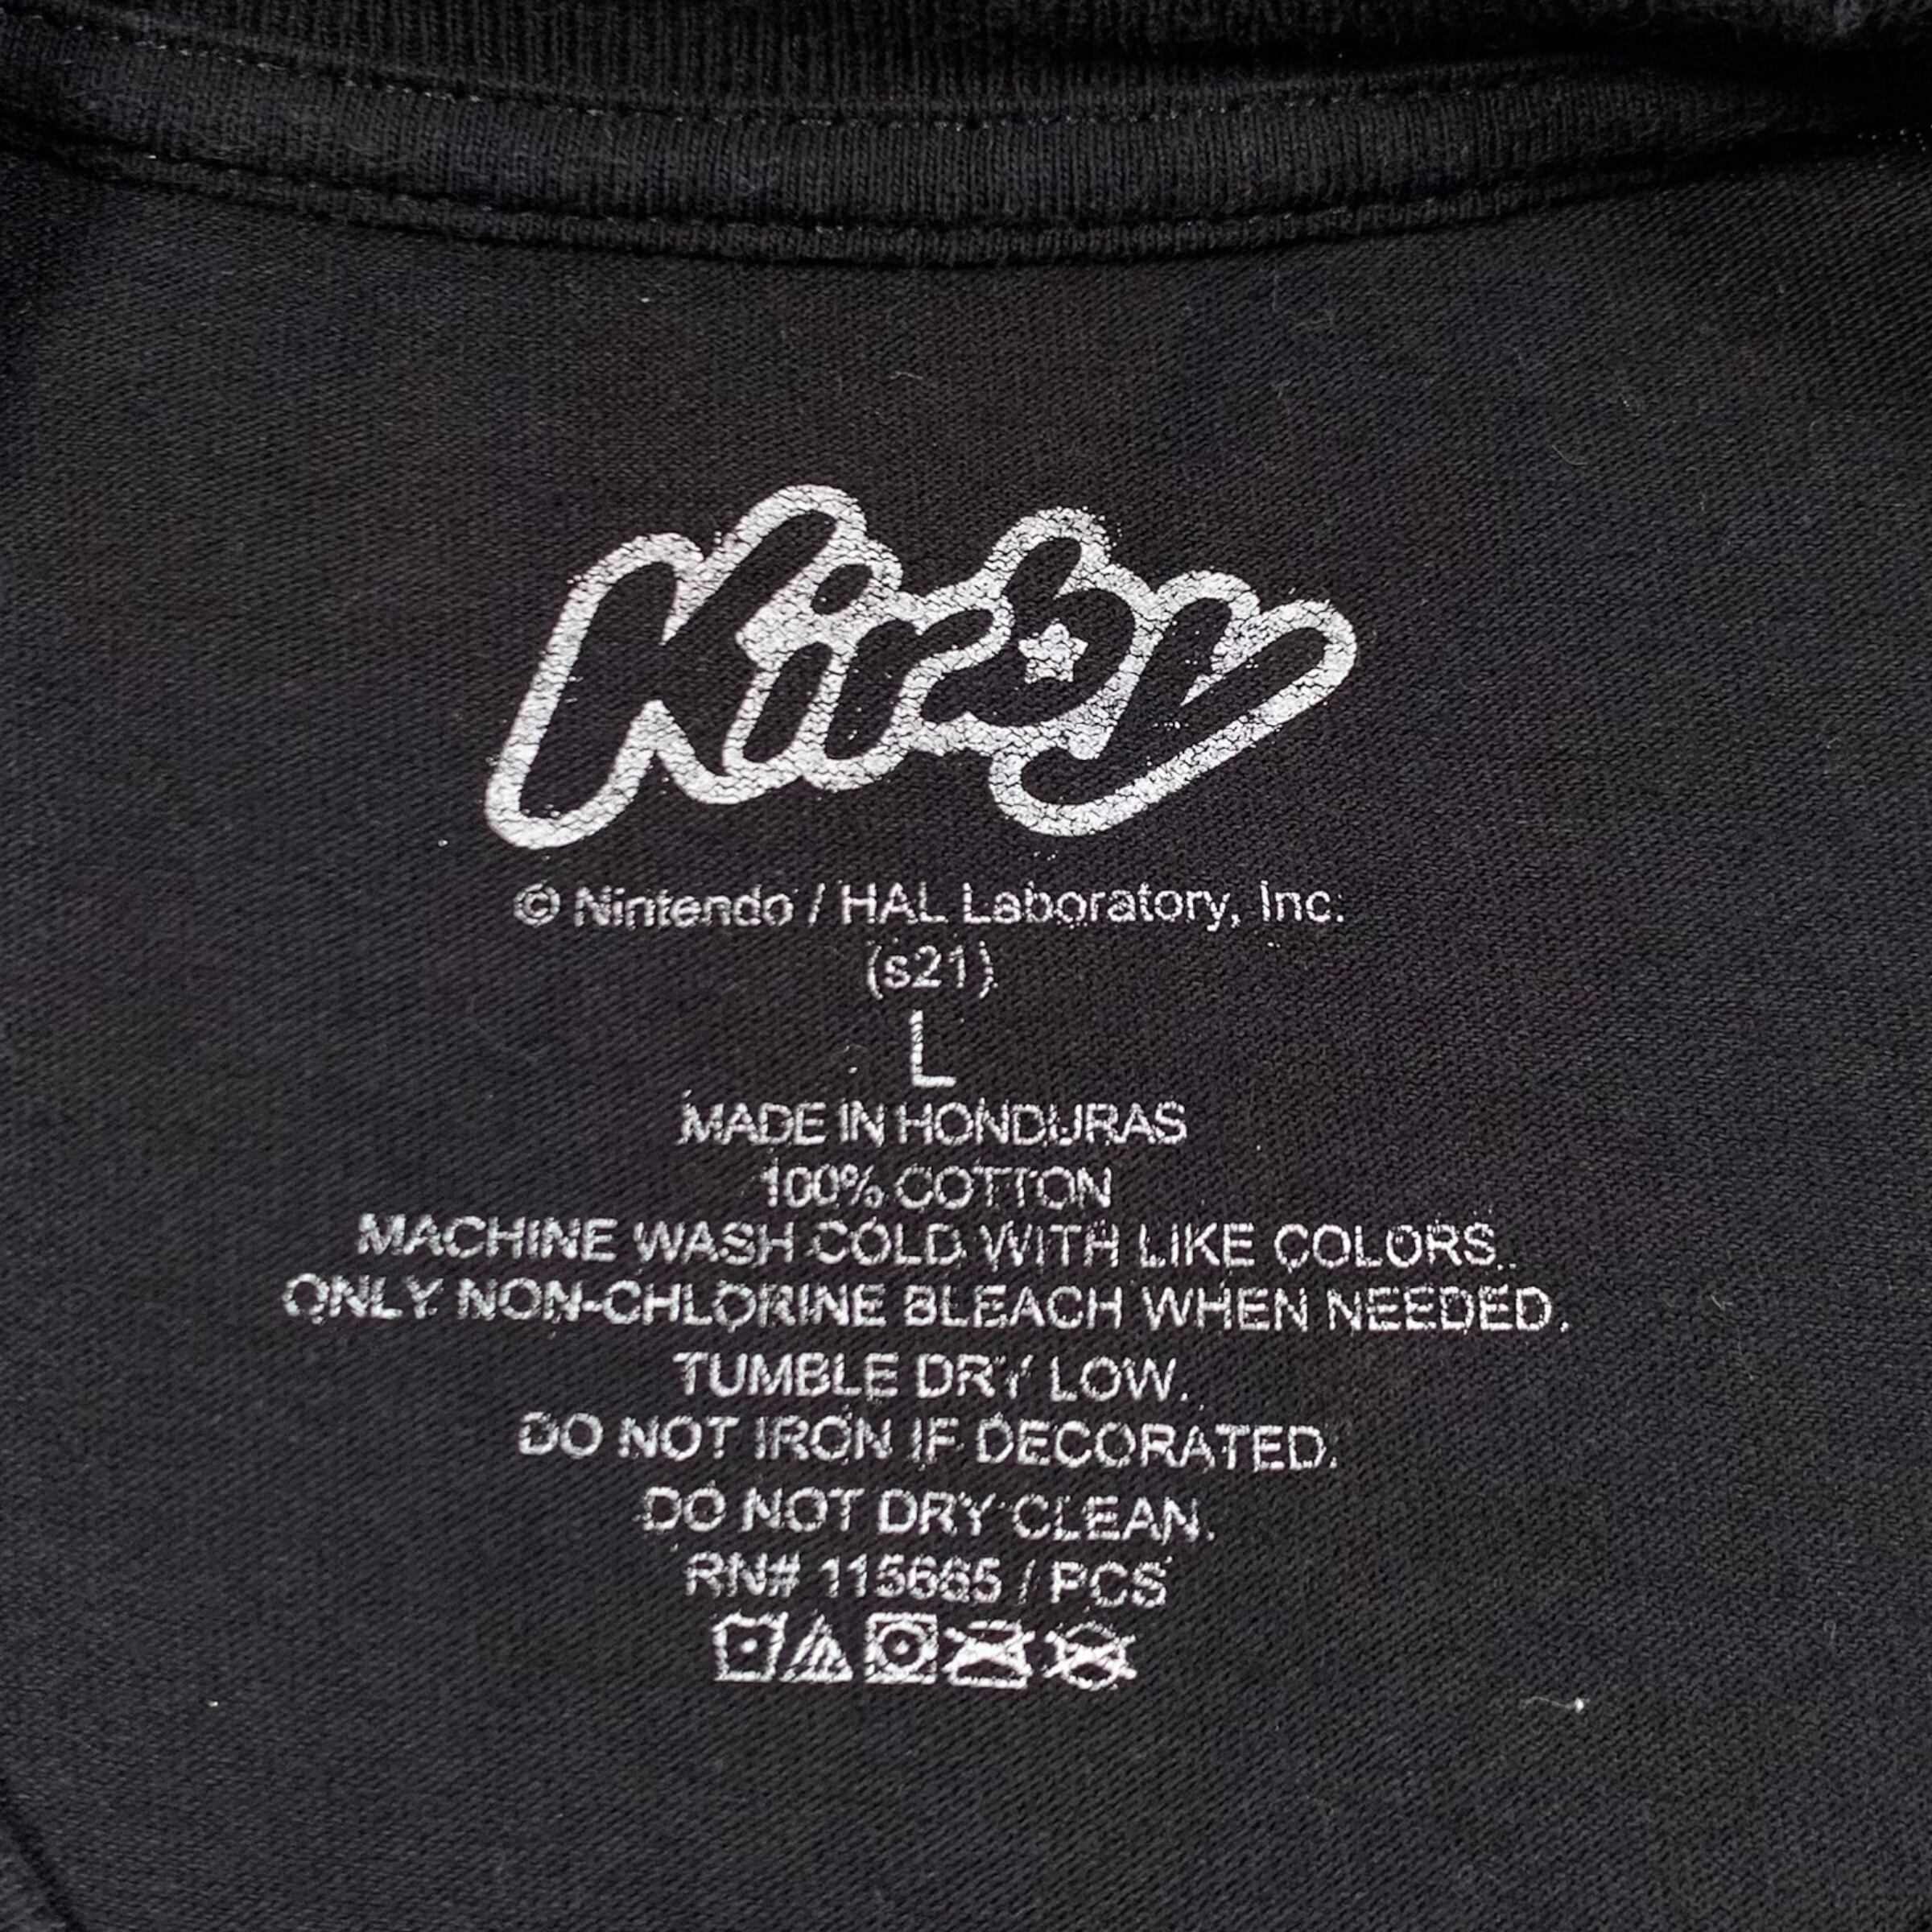 Kirby
© Nintendo / HAL Laboratory, Inc.
(s21)
L
MADE IN HONDURAS
100% COTTON
MACHINE WASH COLD WITH LIKE COLORS.
ONLY NON-CHLORINE BLEACH WHEN NEEDED.
TUMBLE DRY LOW.
DO NOT IRON IF DECORATED.
DO NOT DRY CLEAN.
RN# 115665 / PCS